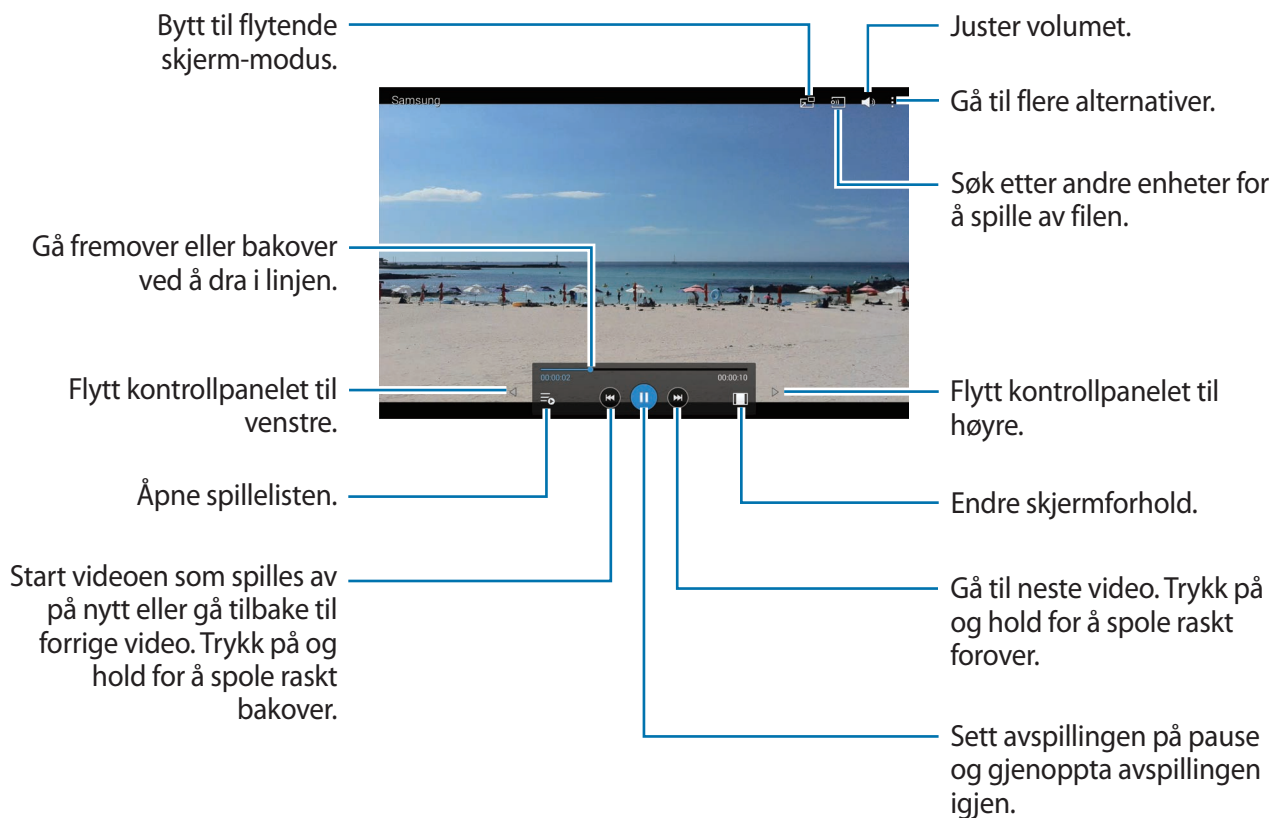 Bytt til flytende
skjerm-modus.
Juster volumet.
Samsung
Gå til flere alternativer.
Søk etter andre enheter for
å spille av filen.
Gå fremover eller bakover
ved å dra i linjen.
00:00:02
00:00:10
Flytt kontrollpanelet til
venstre.
Flytt kontrollpanelet til
høyre.
Åpne spillelisten.
Endre skjermforhold.
Start videoen som spilles av
på nytt eller gå tilbake til
forrige video. Trykk på og
hold for å spole raskt
bakover.
Gå til neste video. Trykk på
og hold for å spole raskt
forover.
Sett avspillingen på pause
og gjenoppta avspillingen
igjen.